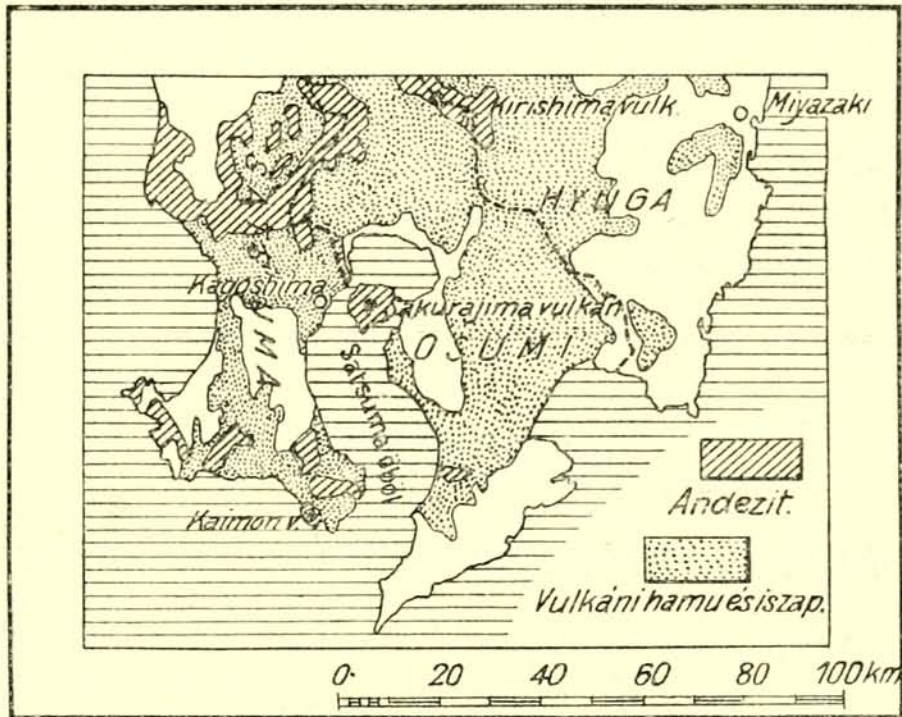 Kirishima vulk.
Miyazaki
HYUGA
Kagoshima
Sakurajima vulkán
OSUMI
UMA
Satsuma öböl
Kaimon v.
Andezit.
Vulkáni hamu és iszap.
0 20 40 60 80 100 km